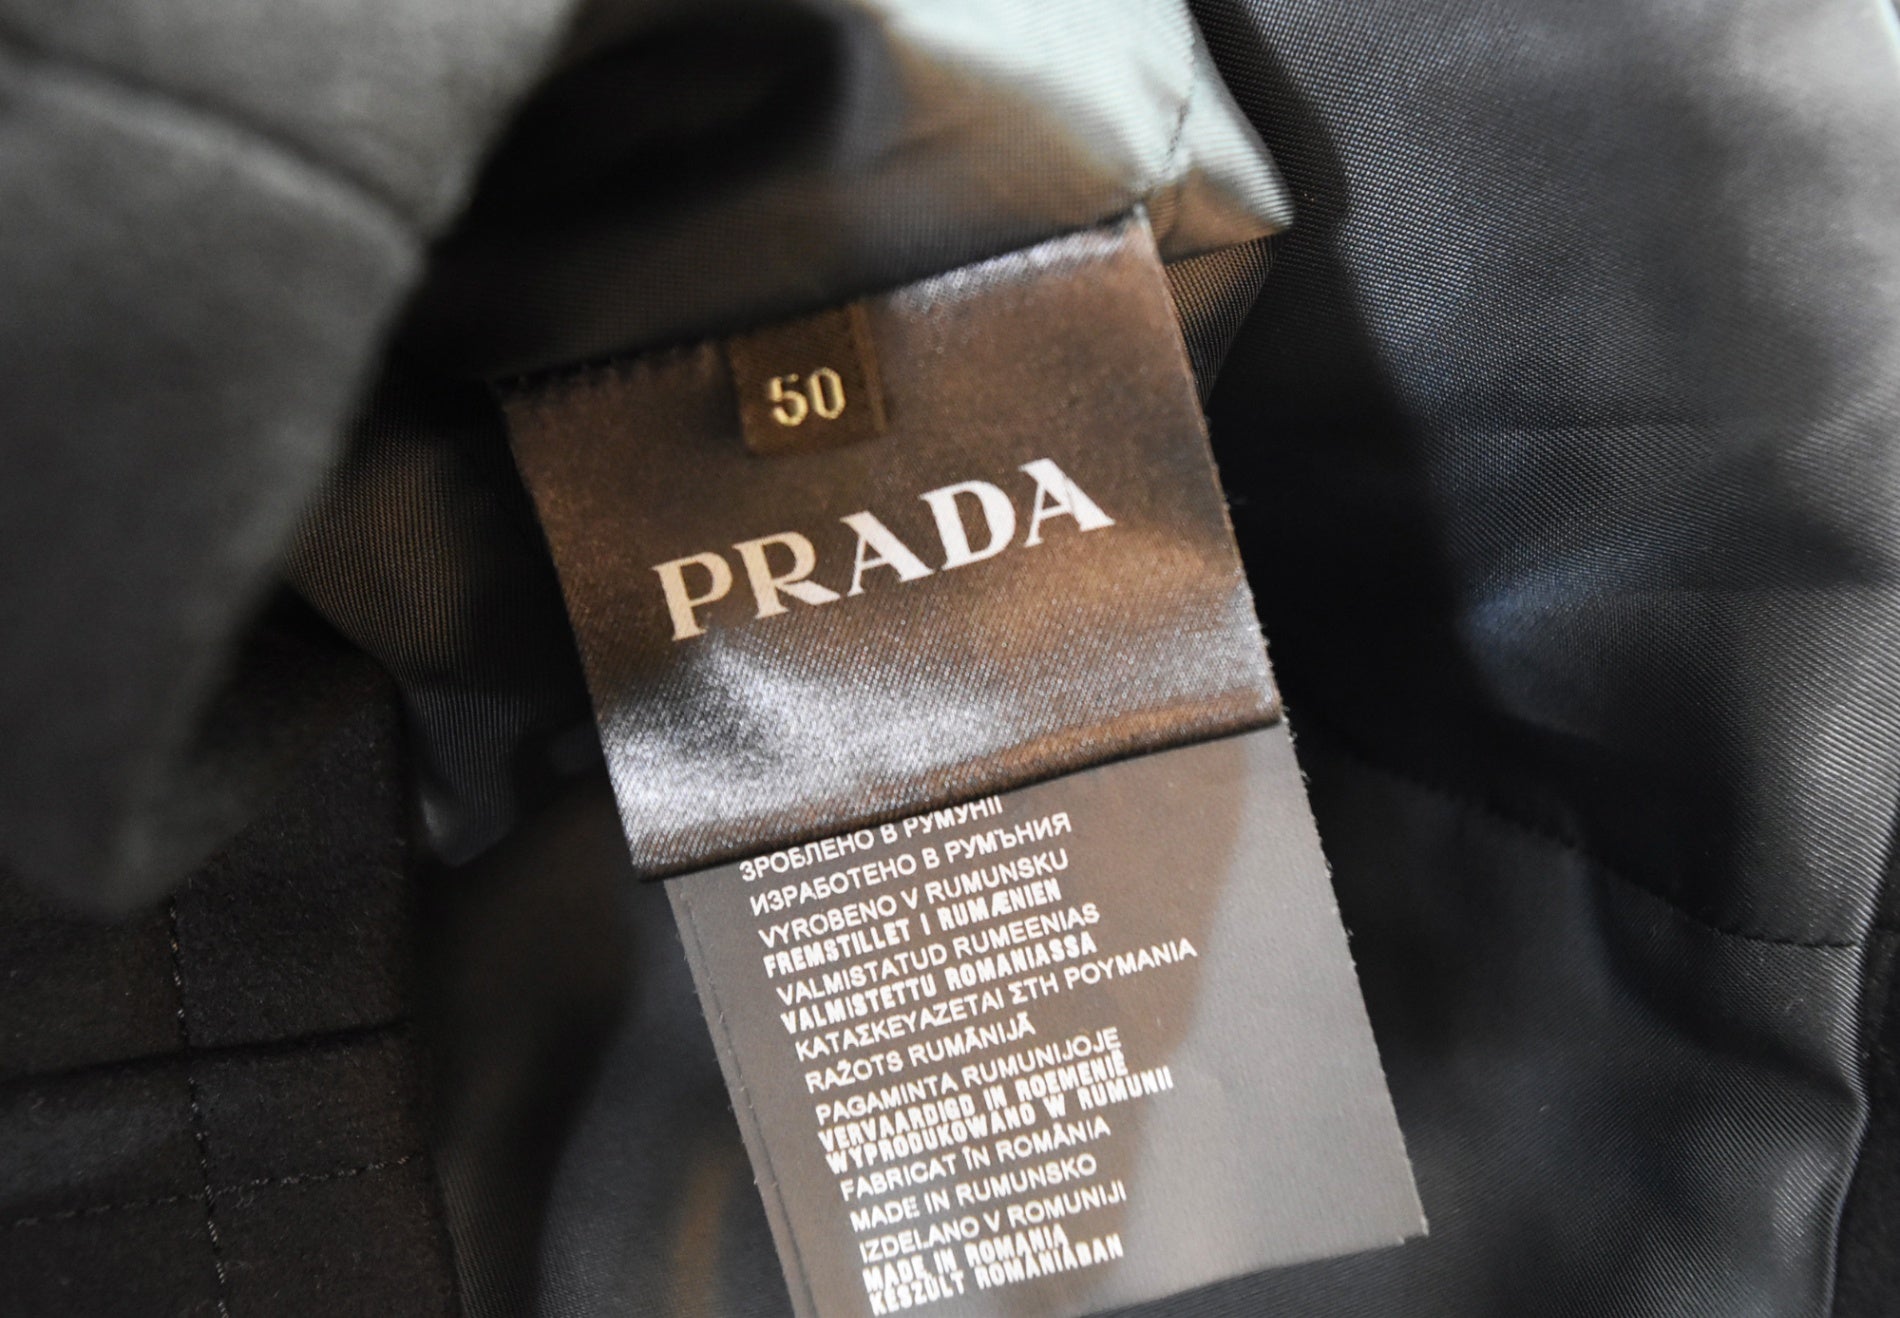 50
PRADA
ЗРОБЛЕНО В РУМУНІЇ
ИЗРАБОТЕНО В РУМЪНИЯ
VYROBENO V RUMUNSKU
FREMSTILLET I RUMÆNIEN
VALMISTATUD RUMEENIAS
VALMISTETTU ROMANIASSA
ΚΑΤΑΣΚΕΥΑΖΕΤΑΙ ΣΤΗ ΡΟΥΜΑΝΙΑ
RAŽOTS RUMĀNIJĀ
PAGAMINTA RUMUNIJOJE
VERVAARDIGD IN ROEMENIË
WYPRODUKOWANO W RUMUNII
FABRICAT ÎN ROMÂNIA
MADE IN RUMUNSKO
IZDELANO V ROMUNIJI
MADE IN ROMANIA
KÉSZÜLT ROMÁNIÁBAN